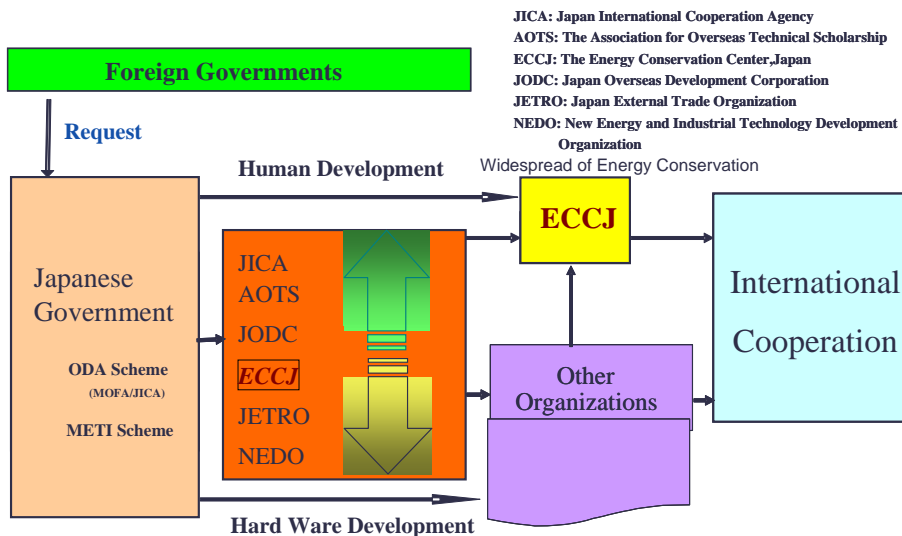 JICA: Japan International Cooperation Agency
AOTS: The Association for Overseas Technical Scholarship
ECCJ: The Energy Conservation Center,Japan
JODC: Japan Overseas Development Corporation
JETRO: Japan External Trade Organization
NEDO: New Energy and Industrial Technology Development
Organization
Foreign Governments
Request
Widespread of Energy Conservation
Human Development
ECCJ
Japanese
Government
ODA Scheme
(MOFA/JICA)
METI Scheme
JICA
AOTS
JODC
ECCJ
JETRO
NEDO
Other
Organizations
International
Cooperation
Hard Ware Development